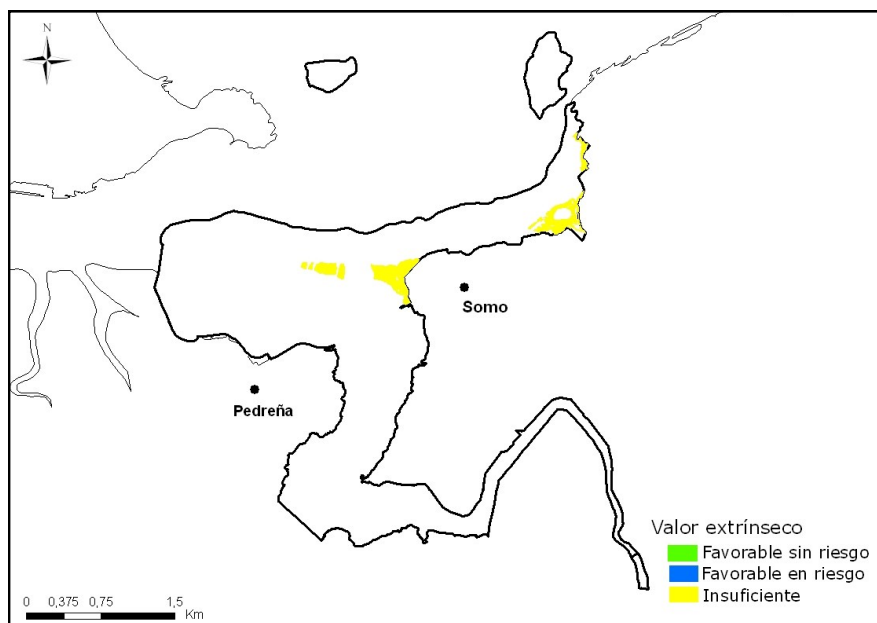 N
Somo
Pedreña
Valor extrínseco
Favorable sin riesgo
Favorable en riesgo
Insuficiente
0 0,375 0,75 1,5
Km